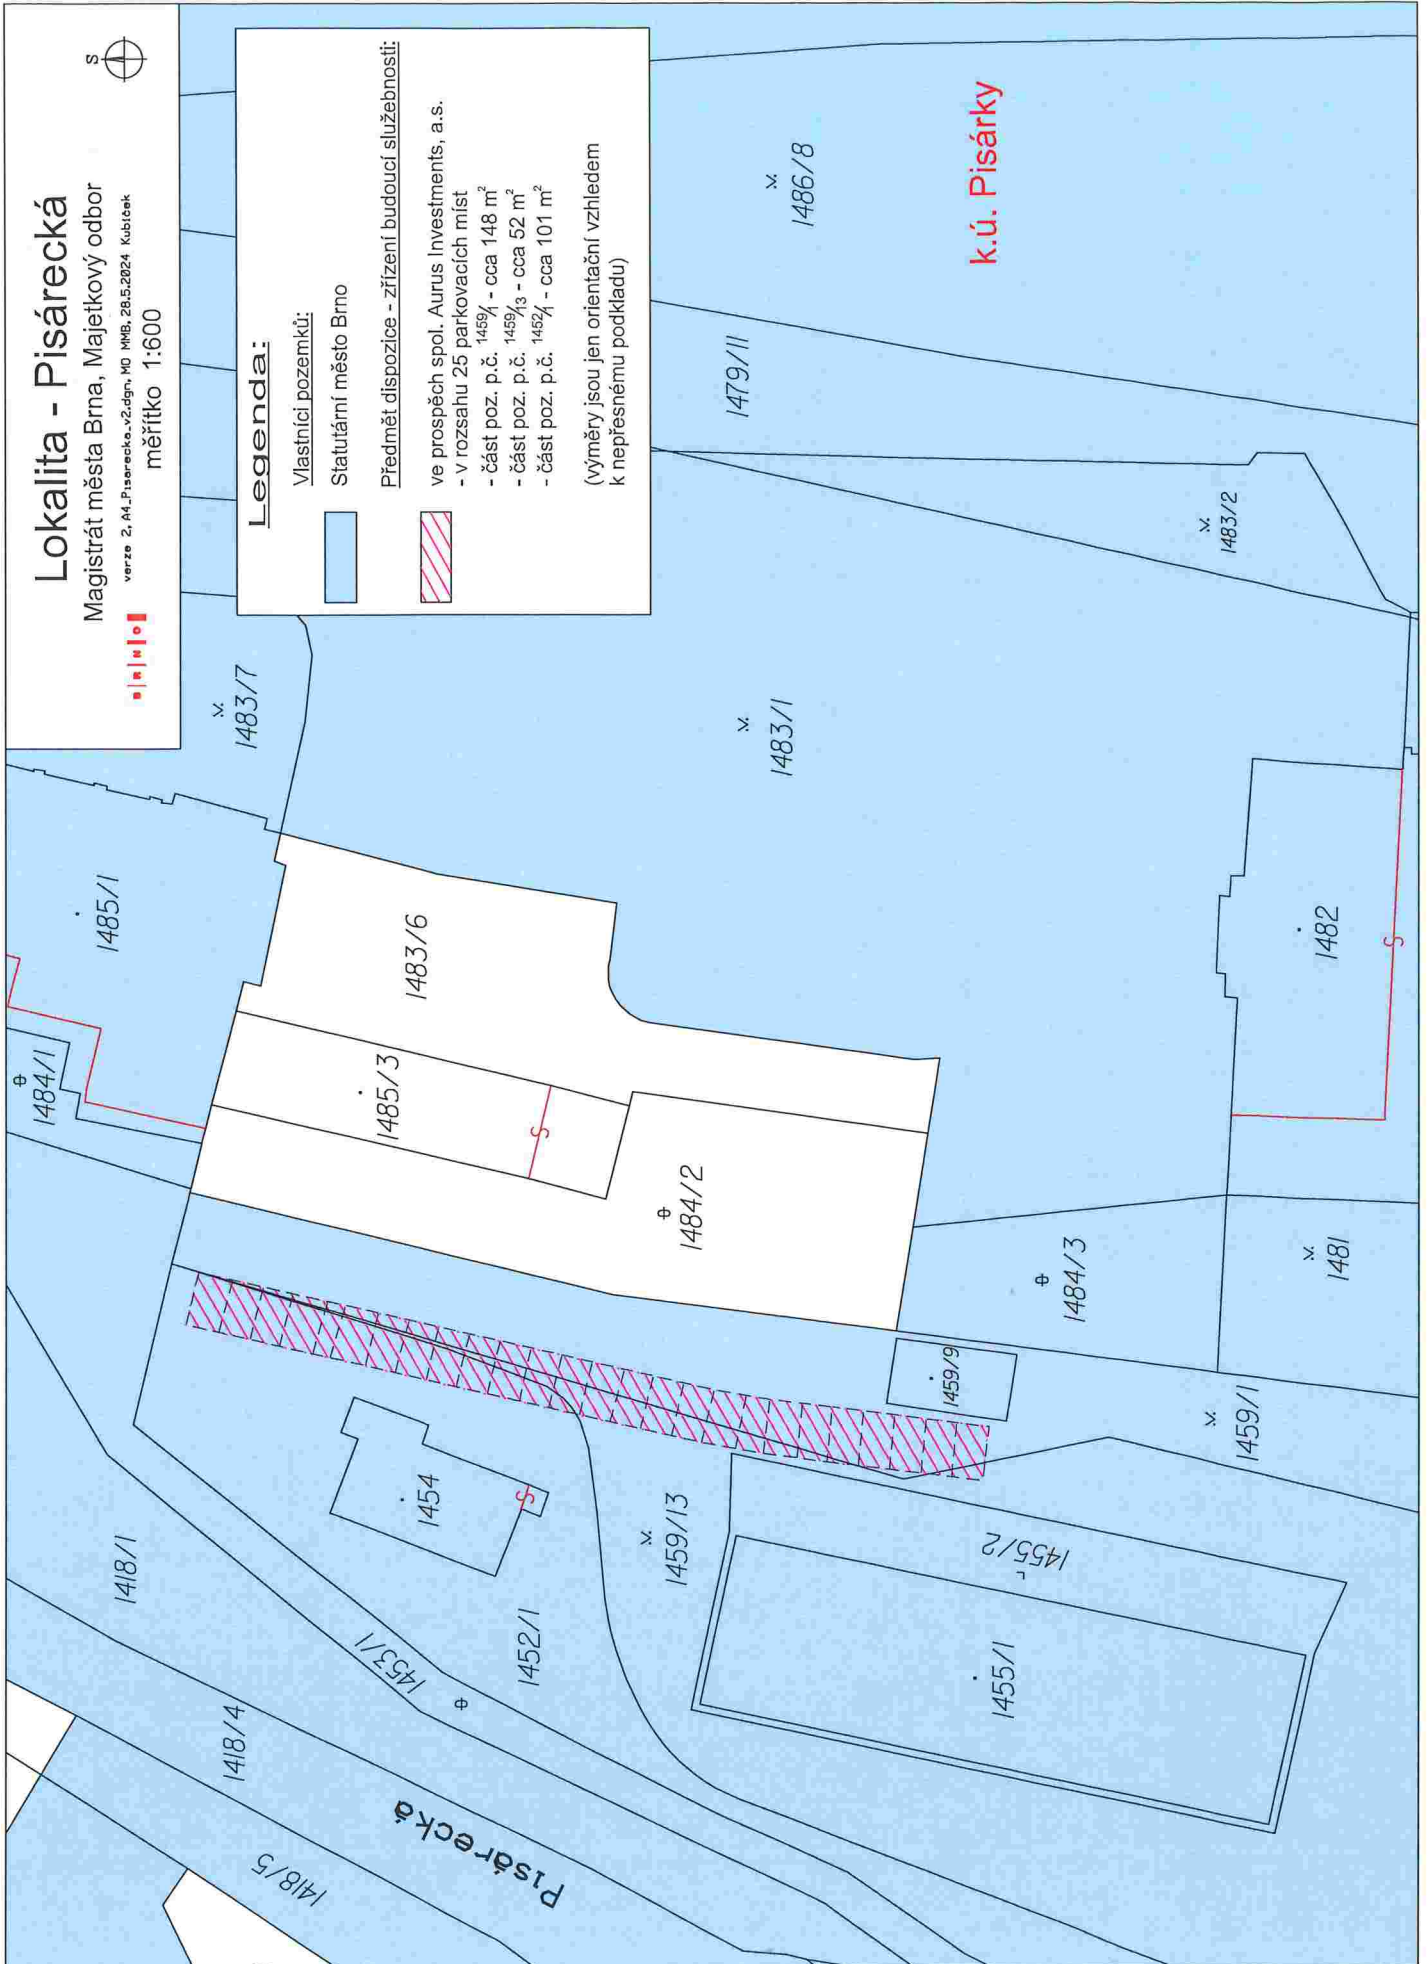 Lokalita - Pisárecká
Magistrát města Brna, Majetkový odbor
B|R|N|O
verze 2, A4_Pisarecka_v2.dgn, MO MMB, 28.5.2024 Kubíček
měřítko 1:600
S
Legenda:
Vlastníci pozemků:
Statutární město Brno
Předmět dispozice - zřízení budoucí služebnosti:
ve prospěch spol. Aurus Investments, a.s.
- v rozsahu 25 parkovacích míst
- část poz. p.č. 1459/1 - cca 148 m²
- část poz. p.č. 1459/13 - cca 52 m²
- část poz. p.č. 1452/1 - cca 101 m²
(výměry jsou jen orientační vzhledem
k nepřesnému podkladu)
k.ú. Pisárky
1486/8
1479/11
1483/2
1483/7
1483/1
1485/1
1483/6
1482
1484/1
1485/3
1484/2
1484/3
1481
1459/9
1459/1
1454
1459/13
1455/2
1418/1
1453/1
1452/1
1455/1
1418/4
1418/5
Pisárecká